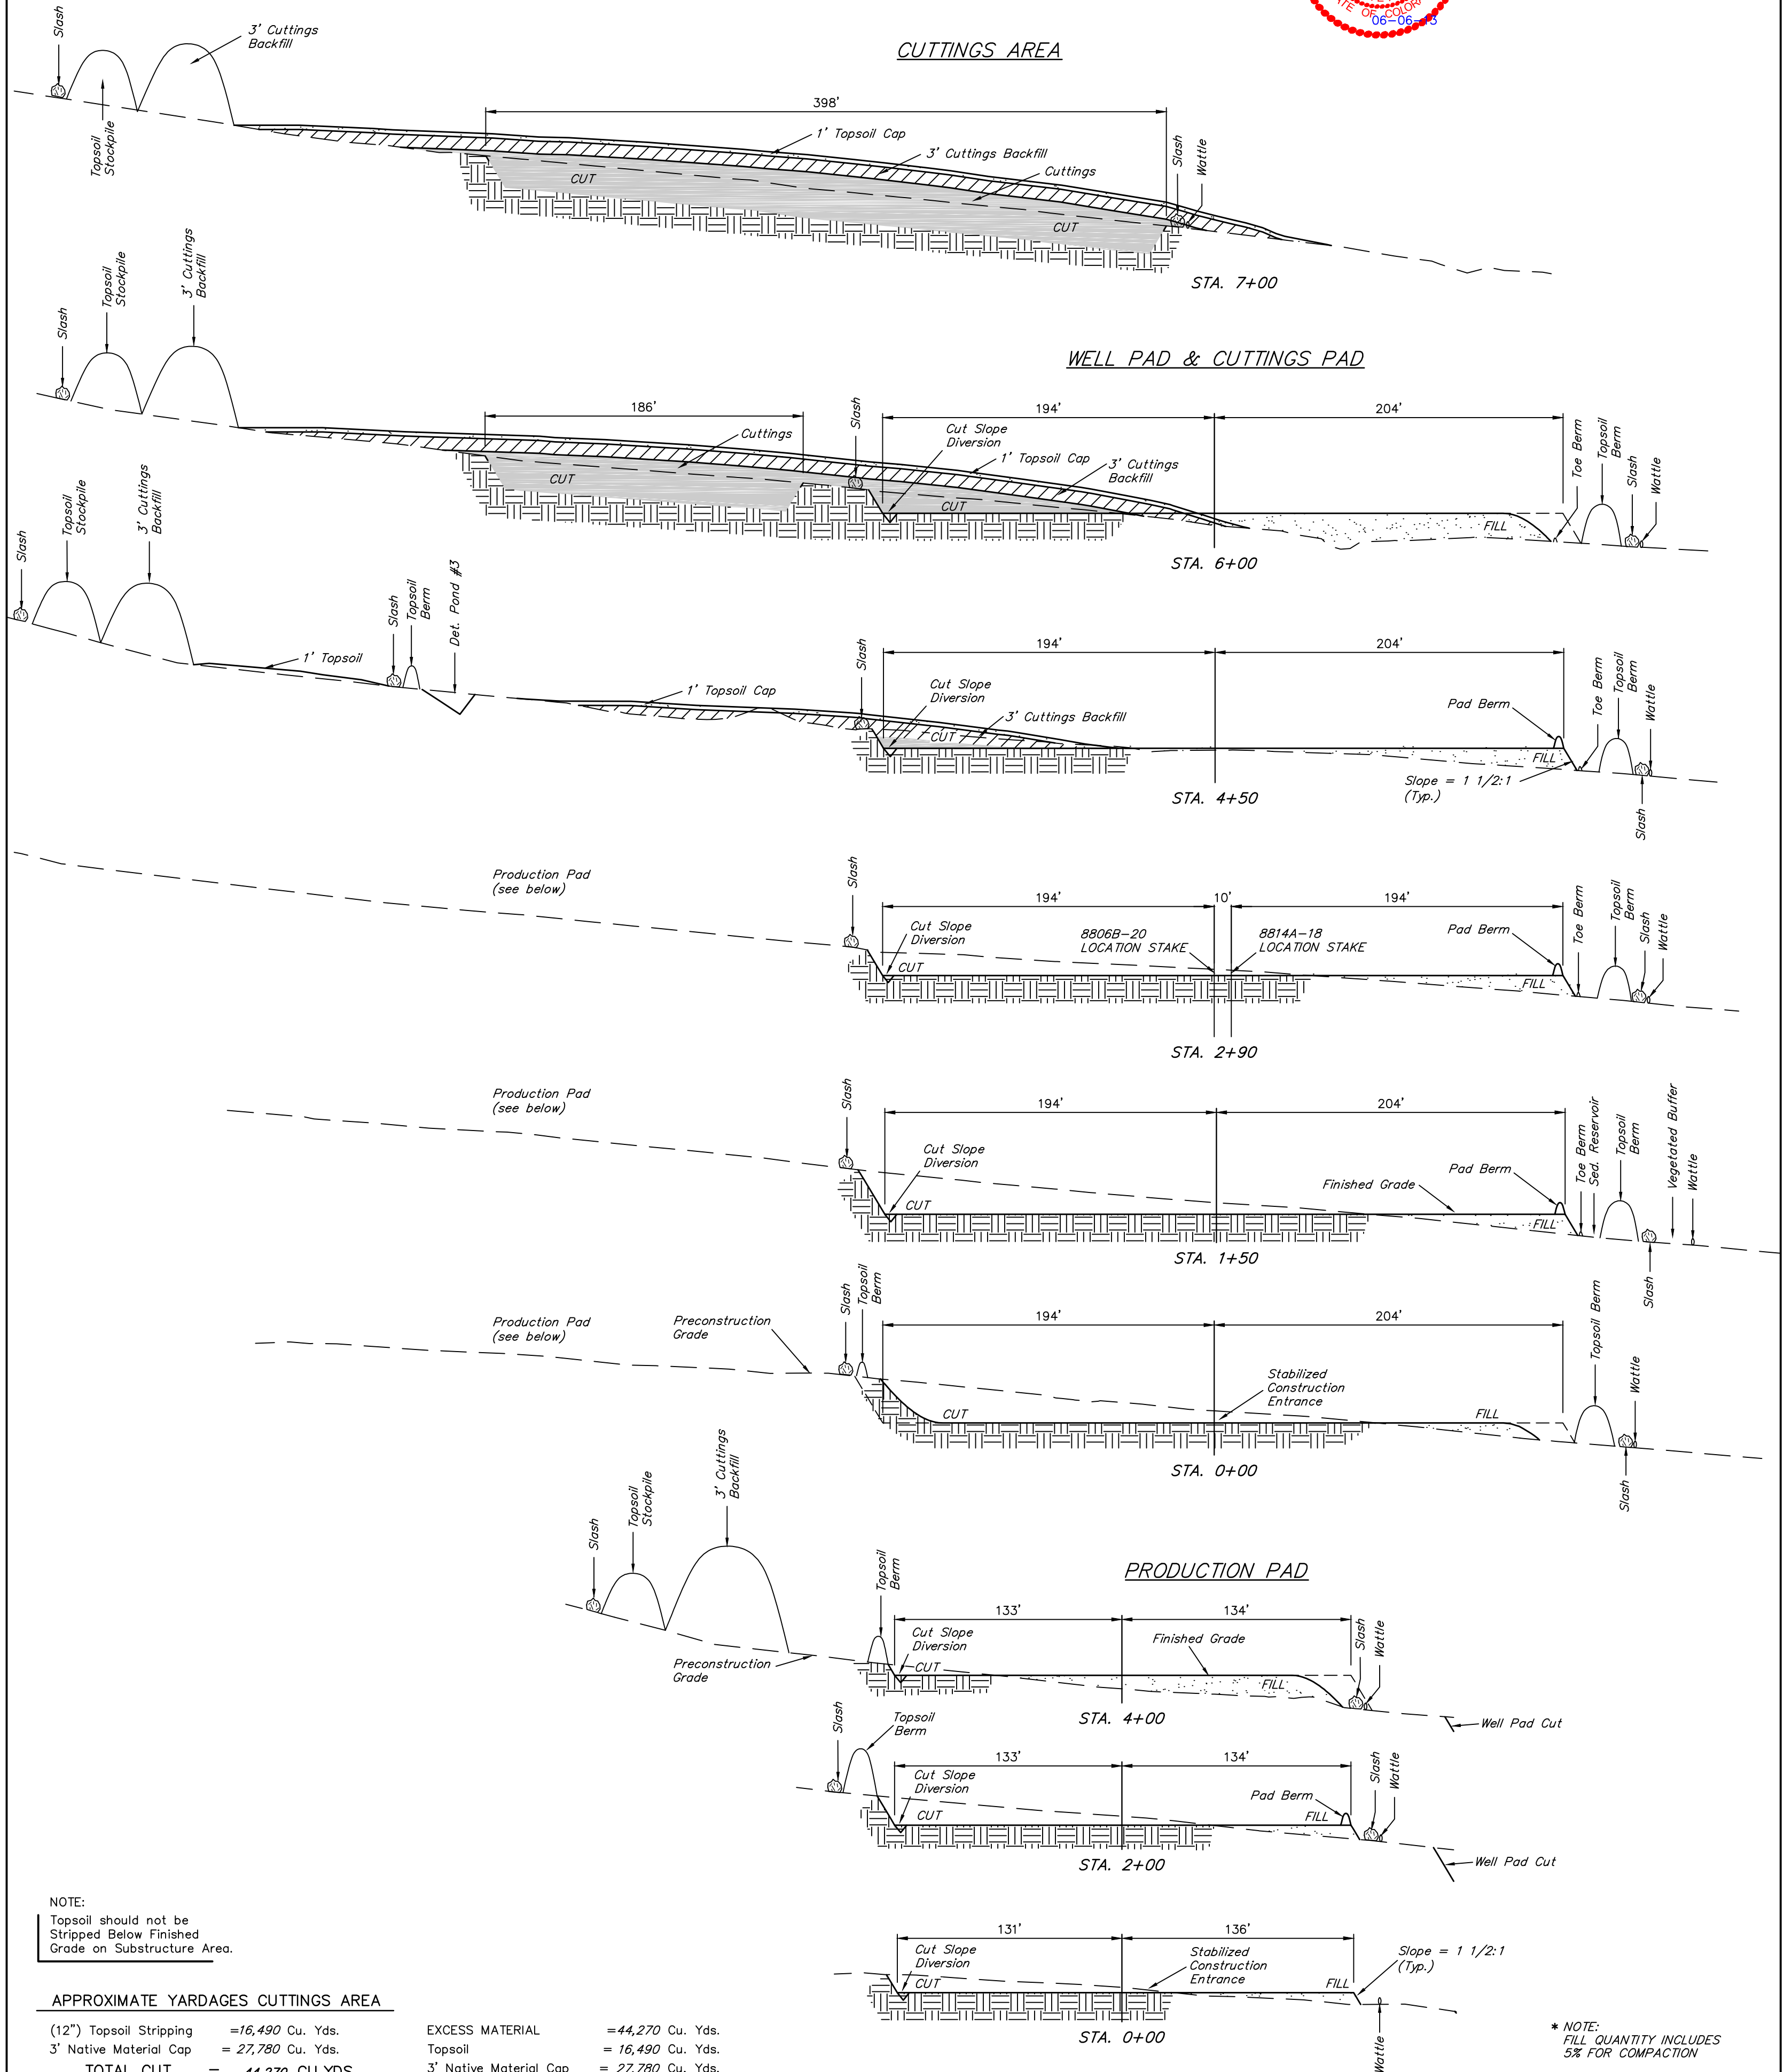 ATE OF COLOR
06-06-13
CUTTINGS AREA
Slash
3' Cuttings
Backfill
Topsoil
Stockpile
398'
1' Topsoil Cap
3' Cuttings Backfill
Cuttings
Slash
Wattle
CUT
CUT
STA. 7+00
WELL PAD & CUTTINGS PAD
Slash
Topsoil
Stockpile
3' Cuttings
Backfill
186'
Cuttings
Slash
194'
204'
Cut Slope
Diversion
1' Topsoil Cap
3' Cuttings
Backfill
Toe Berm
Topsoil
Berm
Slash
Wattle
CUT
CUT
FILL
STA. 6+00
Slash
Topsoil
Stockpile
3' Cuttings
Backfill
1' Topsoil
Slash
Topsoil
Berm
Det. Pond #3
1' Topsoil Cap
Slash
194'
204'
Cut Slope
Diversion
3' Cuttings Backfill
CUT
Pad Berm
Toe Berm
Topsoil
Berm
Wattle
FILL
Slope = 1 1/2:1
(Typ.)
Slash
STA. 4+50
Production Pad
(see below)
Slash
194'
10'
194'
Cut Slope
Diversion
8806B-20
LOCATION STAKE
8814A-18
LOCATION STAKE
Pad Berm
Toe Berm
Topsoil
Berm
Slash
Wattle
CUT
FILL
STA. 2+90
Production Pad
(see below)
Slash
194'
204'
Cut Slope
Diversion
Finished Grade
Pad Berm
Toe Berm
Sed. Reservoir
Topsoil
Berm
Vegetated Buffer
Wattle
CUT
FILL
Slash
STA. 1+50
Production Pad
(see below)
Preconstruction
Grade
Slash
Topsoil
Berm
194'
204'
Stabilized
Construction
Entrance
Topsoil Berm
Wattle
CUT
FILL
Slash
STA. 0+00
PRODUCTION PAD
Slash
Topsoil
Stockpile
3' Cuttings
Backfill
Topsoil
Berm
133'
134'
Cut Slope
Diversion
Finished Grade
Slash
Wattle
Preconstruction
Grade
CUT
FILL
STA. 4+00
Well Pad Cut
Slash
Topsoil
Berm
133'
134'
Cut Slope
Diversion
Pad Berm
Slash
Wattle
CUT
FILL
STA. 2+00
Well Pad Cut
131'
136'
Cut Slope
Diversion
Stabilized
Construction
Entrance
Slope = 1 1/2:1
(Typ.)
CUT
FILL
STA. 0+00
Wattle
NOTE:
Topsoil should not be
Stripped Below Finished
Grade on Substructure Area.
APPROXIMATE YARDAGES CUTTINGS AREA
(12") Topsoil Stripping =16,490 Cu. Yds.
3' Native Material Cap = 27,780 Cu. Yds.
TOTAL CUT = 44,270 CU.YDS.
EXCESS MATERIAL =44,270 Cu. Yds.
Topsoil = 16,490 Cu. Yds.
3' Native Material Cap = 27,780 Cu. Yds.
* NOTE:
FILL QUANTITY INCLUDES
5% FOR COMPACTION